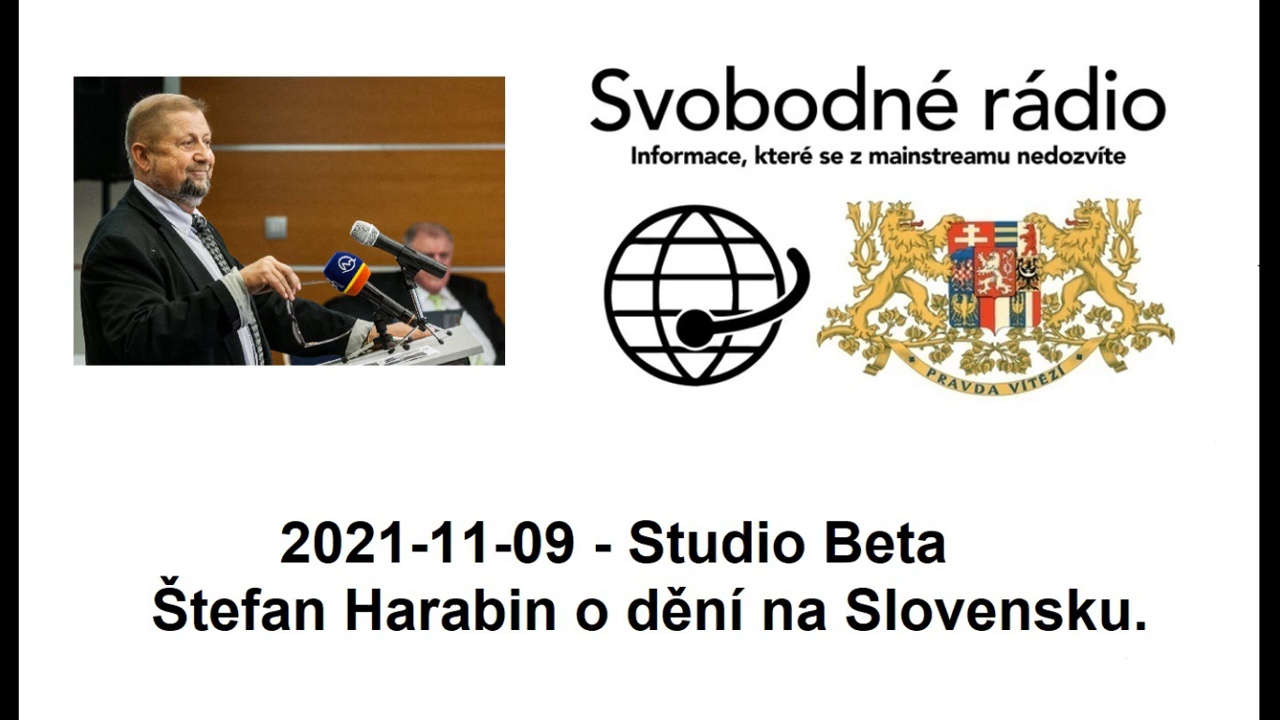 Svobodné rádio
Informace, které se z mainstreamu nedozvíte
PRAVDA VÍTĚZÍ
2021-11-09 - Studio Beta
Štefan Harabin o dění na Slovensku.